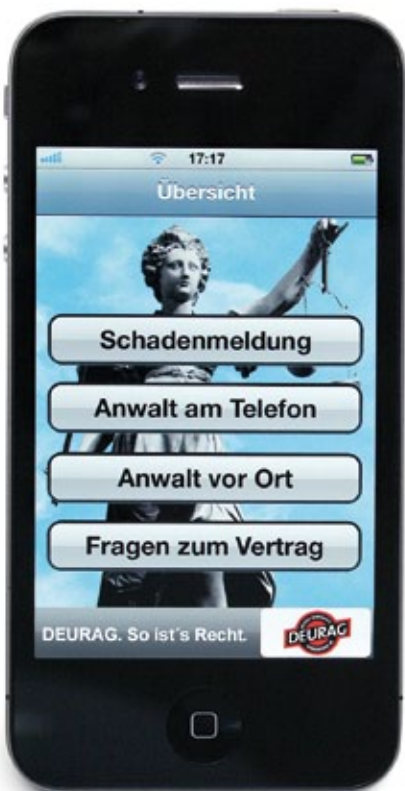 17:17
Übersicht
Schadenmeldung
Anwalt am Telefon
Anwalt vor Ort
Fragen zum Vertrag
DEURAG. So ist´s Recht.
DEURAG